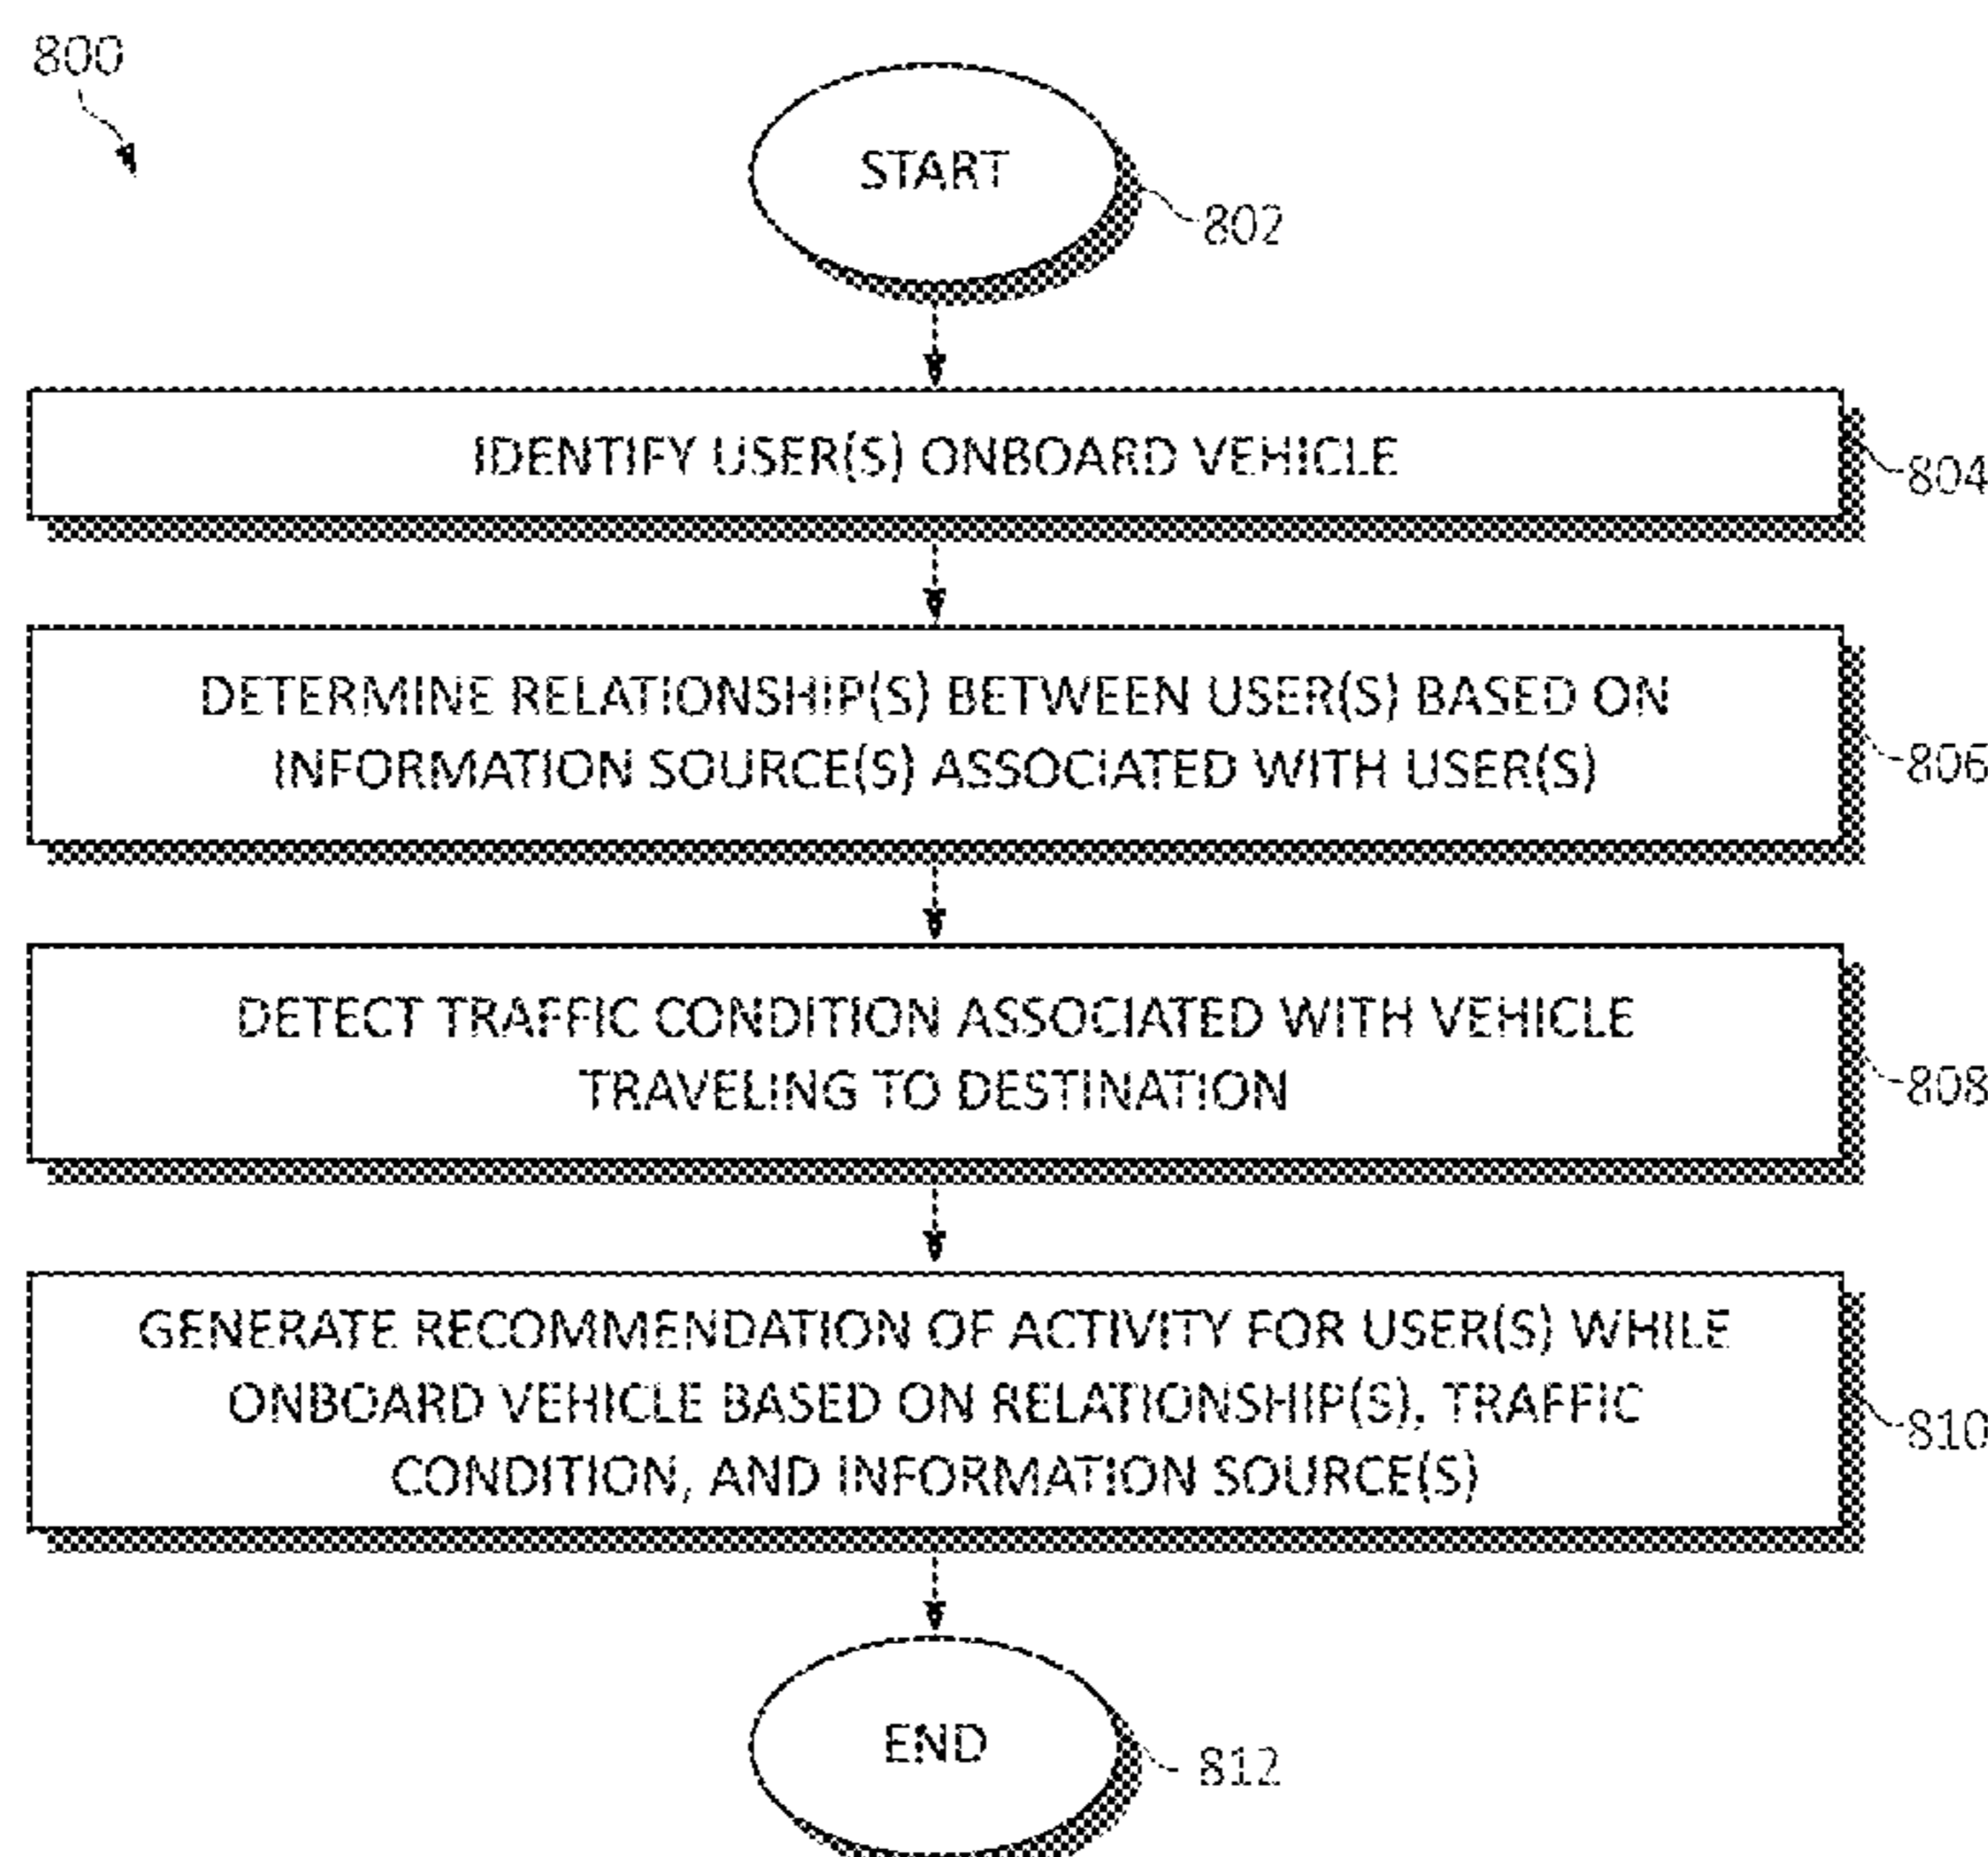 800
START
802
IDENTIFY USER(S) ONBOARD VEHICLE
804
DETERMINE RELATIONSHIP(S) BETWEEN USER(S) BASED ON
INFORMATION SOURCE(S) ASSOCIATED WITH USER(S)
806
DETECT TRAFFIC CONDITION ASSOCIATED WITH VEHICLE
TRAVELING TO DESTINATION
808
GENERATE RECOMMENDATION OF ACTIVITY FOR USER(S) WHILE
ONBOARD VEHICLE BASED ON RELATIONSHIP(S), TRAFFIC
CONDITION, AND INFORMATION SOURCE(S)
810
END
812